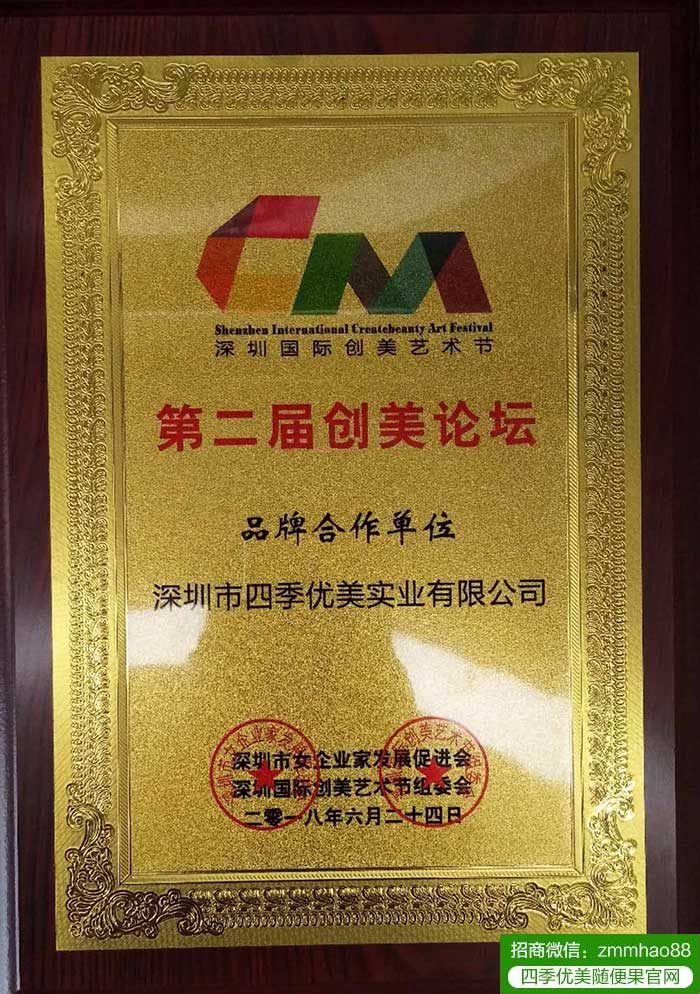 CM
Shenzhen International Createbeauty Art Festival
深圳国际创美艺术节
第二届创美论坛
品牌合作单位
深圳市四季优美实业有限公司
深圳市女企业家发展促进会
深圳国际创美艺术节组委会
二零一八年六月二十四日
招商微信：zmmhao88
四季优美随便果官网